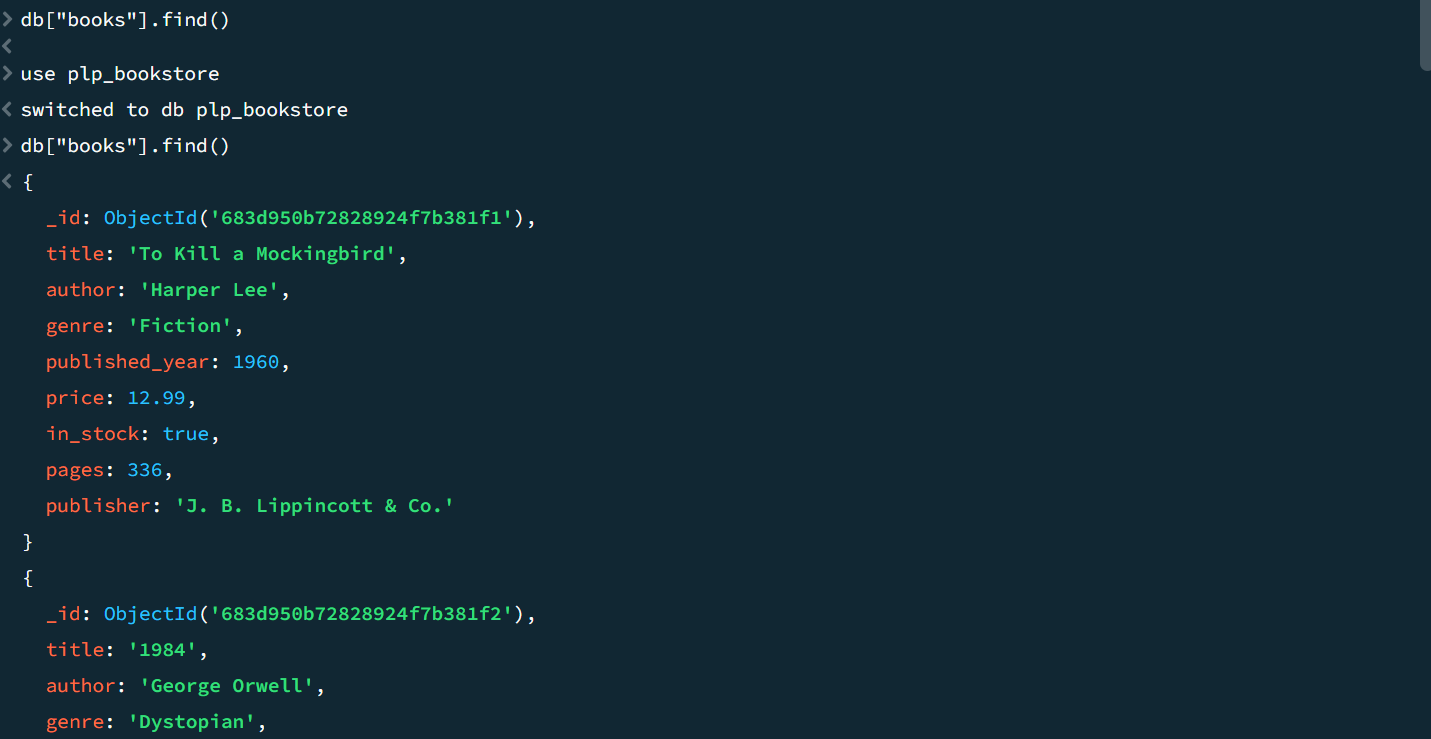 > db["books"].find()
<
> use plp_bookstore
< switched to db plp_bookstore
> db["books"].find()
< {
_id: ObjectId('683d950b72828924f7b381f1'),
title: 'To Kill a Mockingbird',
author: 'Harper Lee',
genre: 'Fiction',
published_year: 1960,
price: 12.99,
in_stock: true,
pages: 336,
publisher: 'J. B. Lippincott & Co.'
}
{
_id: ObjectId('683d950b72828924f7b381f2'),
title: '1984',
author: 'George Orwell',
genre: 'Dystopian',